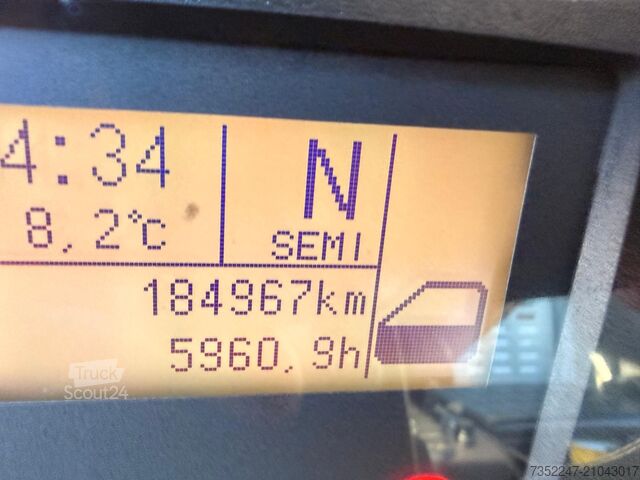 4:34
N
8,2°C
SEMI
184967km
5960,9h
Truck
Scout24
7352247-21043017